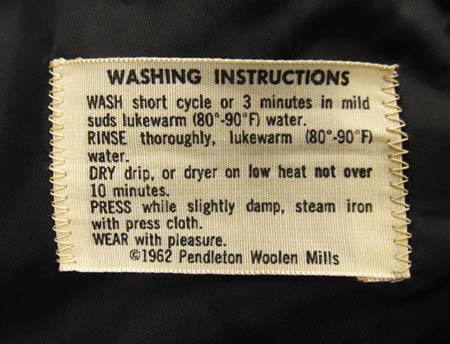 WASHING INSTRUCTIONS
WASH short cycle or 3 minutes in mild
suds lukewarm (80°-90°F) water.
RINSE thoroughly, lukewarm (80°-90°F)
water.
DRY drip, or dryer on low heat not over
10 minutes.
PRESS while slightly damp, steam iron
with press cloth.
WEAR with pleasure.
©1962 Pendleton Woolen Mills